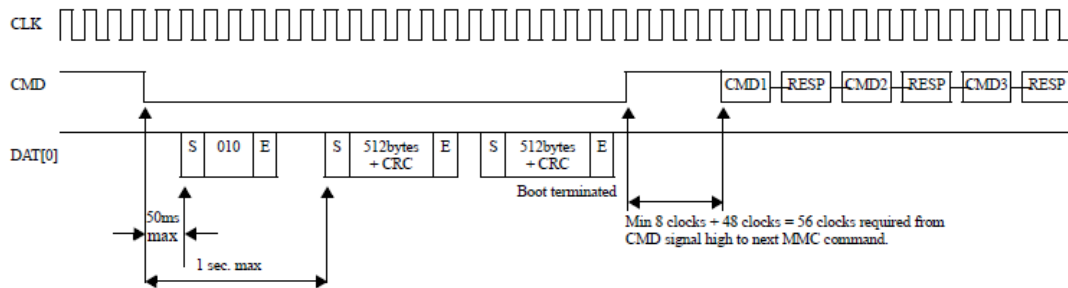 CLK
CMD
CMD1 RESP CMD2 RESP CMD3 RESP
DAT[0]
S 010 E S 512bytes + CRC E S 512bytes + CRC E
Boot terminated
50ms
max
Min 8 clocks + 48 clocks = 56 clocks required from
CMD signal high to next MMC command.
1 sec. max